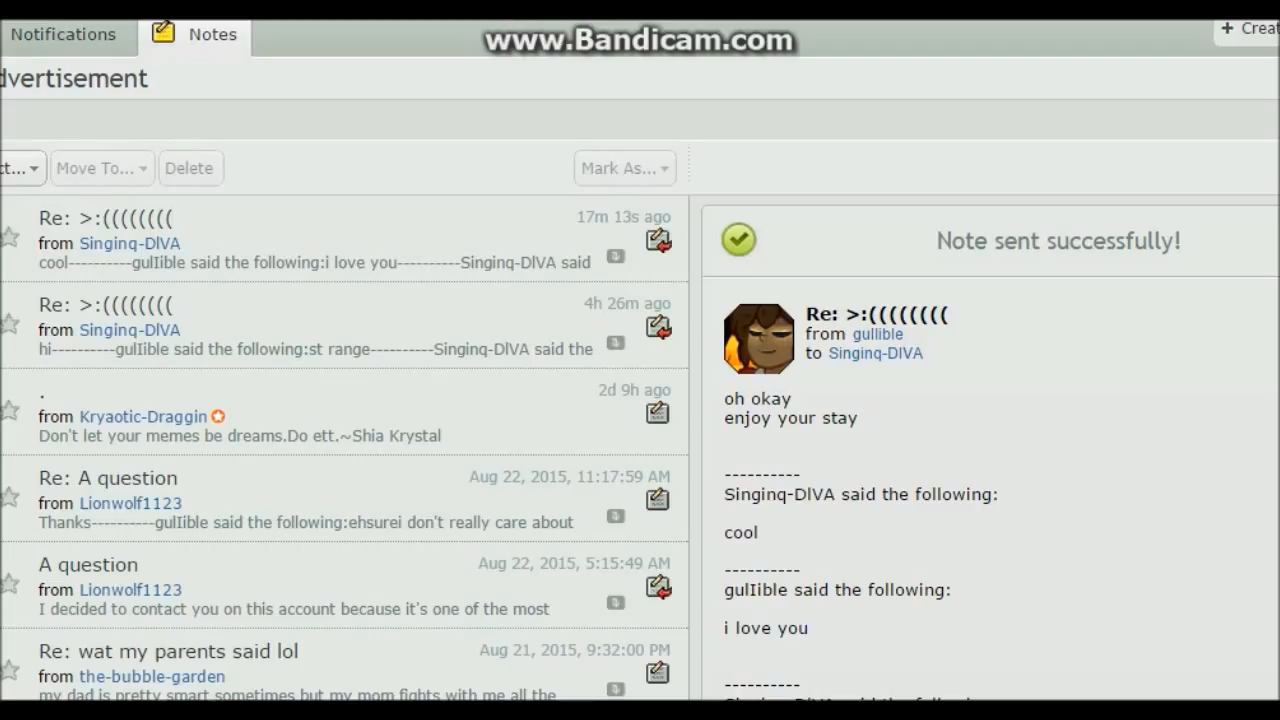 Notifications
Notes
www.Bandicam.com
+ Crea
dvertisement
ct...
Move To...
Delete
Mark As...
Re: >:((((((((
17m 13s ago
from Singinq-DlVA
cool----------gulIible said the following:i love you----------Singinq-DlVA said
Re: >:((((((((
4h 26m ago
from Singinq-DlVA
hi----------gulIible said the following:st range----------Singinq-DlVA said the
.
2d 9h ago
from Kryaotic-Draggin
Don't let your memes be dreams.Do ett.~Shia Krystal
Re: A question
Aug 22, 2015, 11:17:59 AM
from Lionwolf1123
Thanks----------gulIible said the following:ehsurei don't really care about
A question
Aug 22, 2015, 5:15:49 AM
from Lionwolf1123
I decided to contact you on this account because it's one of the most
Re: wat my parents said lol
Aug 21, 2015, 9:32:00 PM
from the-bubble-garden
my dad is pretty smart sometimes but my mom fights with me all the
Note sent successfully!
Re: >:((((((((
from gulIible
to Singinq-DlVA
oh okay
enjoy your stay
----------
Singinq-DlVA said the following:
cool
----------
gulIible said the following:
i love you
----------